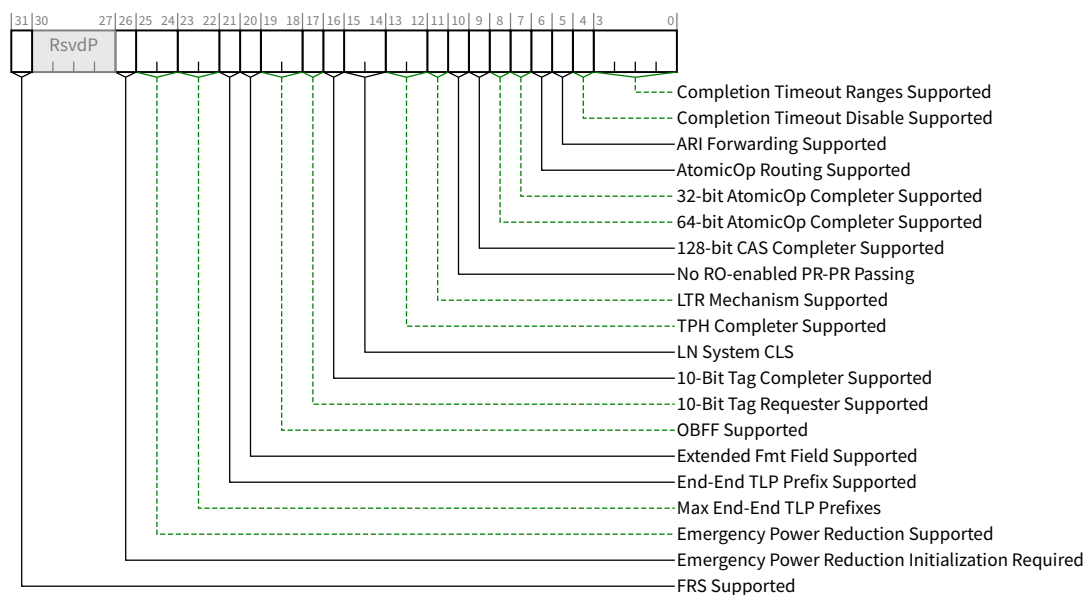 31 30 27 26 25 24 23 22 21 20 19 18 17 16 15 14 13 12 11 10 9 8 7 6 5 4 3 0
RsvdP
Completion Timeout Ranges Supported
Completion Timeout Disable Supported
ARI Forwarding Supported
AtomicOp Routing Supported
32-bit AtomicOp Completer Supported
64-bit AtomicOp Completer Supported
128-bit CAS Completer Supported
No RO-enabled PR-PR Passing
LTR Mechanism Supported
TPH Completer Supported
LN System CLS
10-Bit Tag Completer Supported
10-Bit Tag Requester Supported
OBFF Supported
Extended Fmt Field Supported
End-End TLP Prefix Supported
Max End-End TLP Prefixes
Emergency Power Reduction Supported
Emergency Power Reduction Initialization Required
FRS Supported